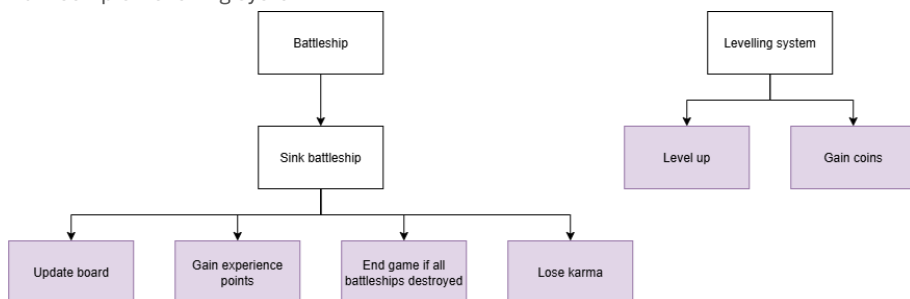 Battleship
Levelling system
Sink battleship
Level up
Gain coins
Update board
Gain experience
points
End game if all
battleships destroyed
Lose karma